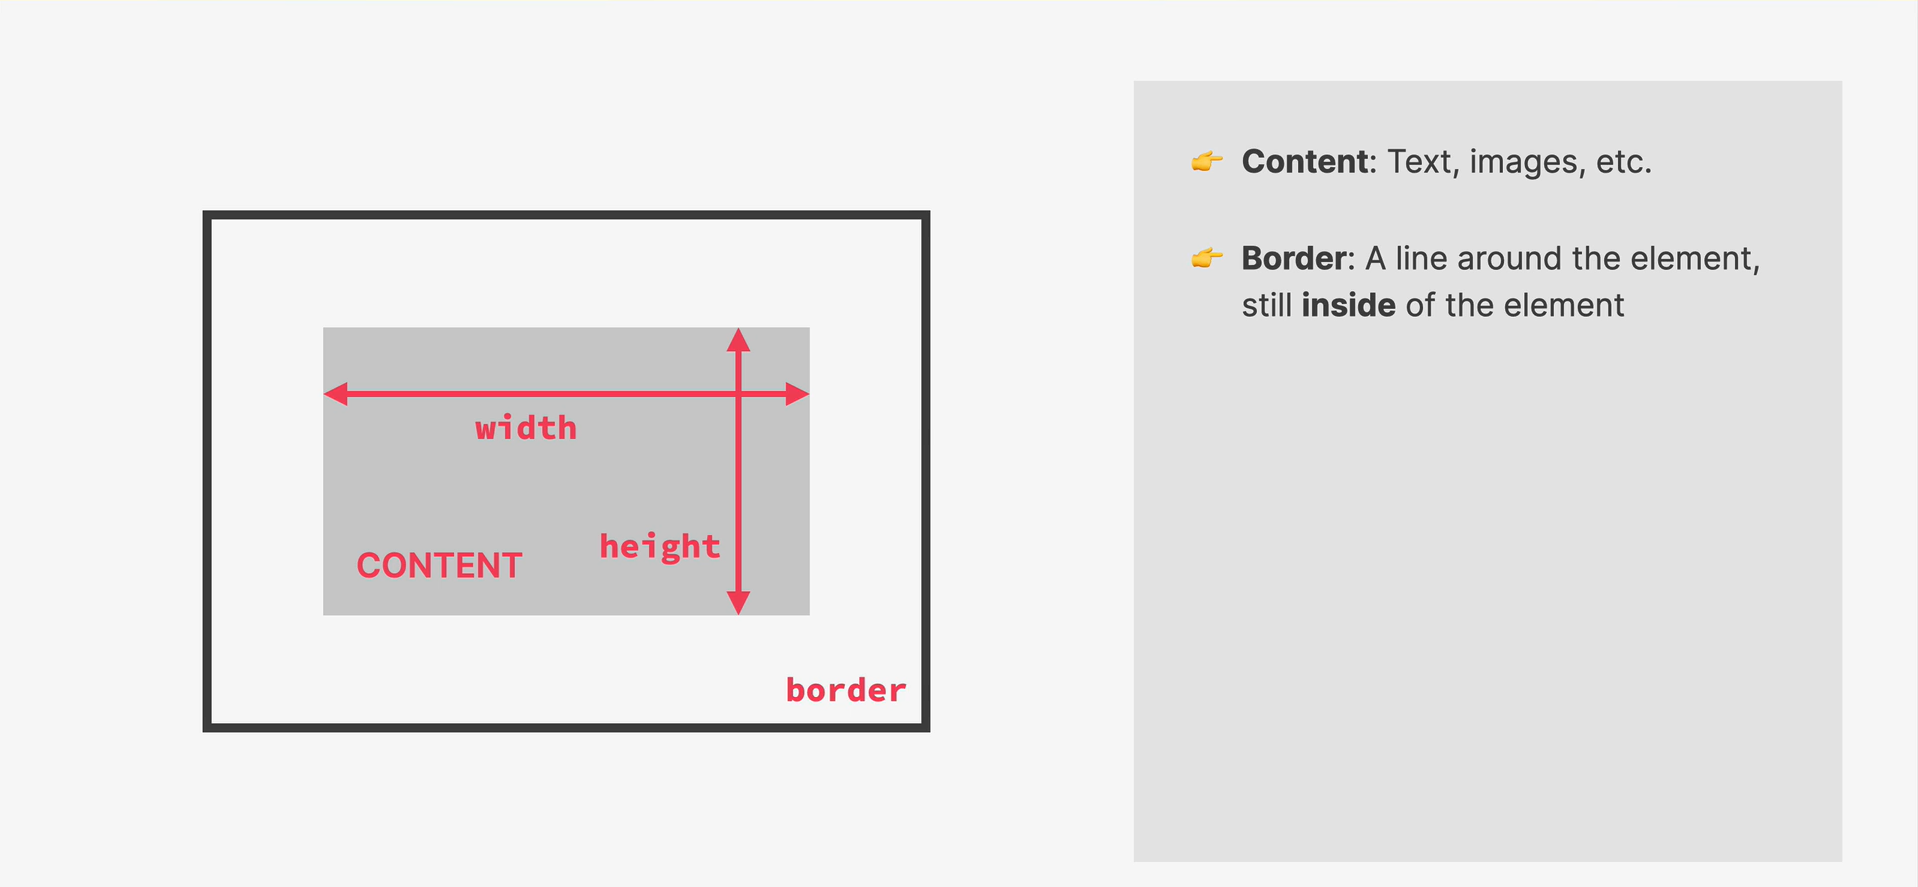 width
height
CONTENT
border
👉 Content: Text, images, etc.
👉 Border: A line around the element,
still inside of the element